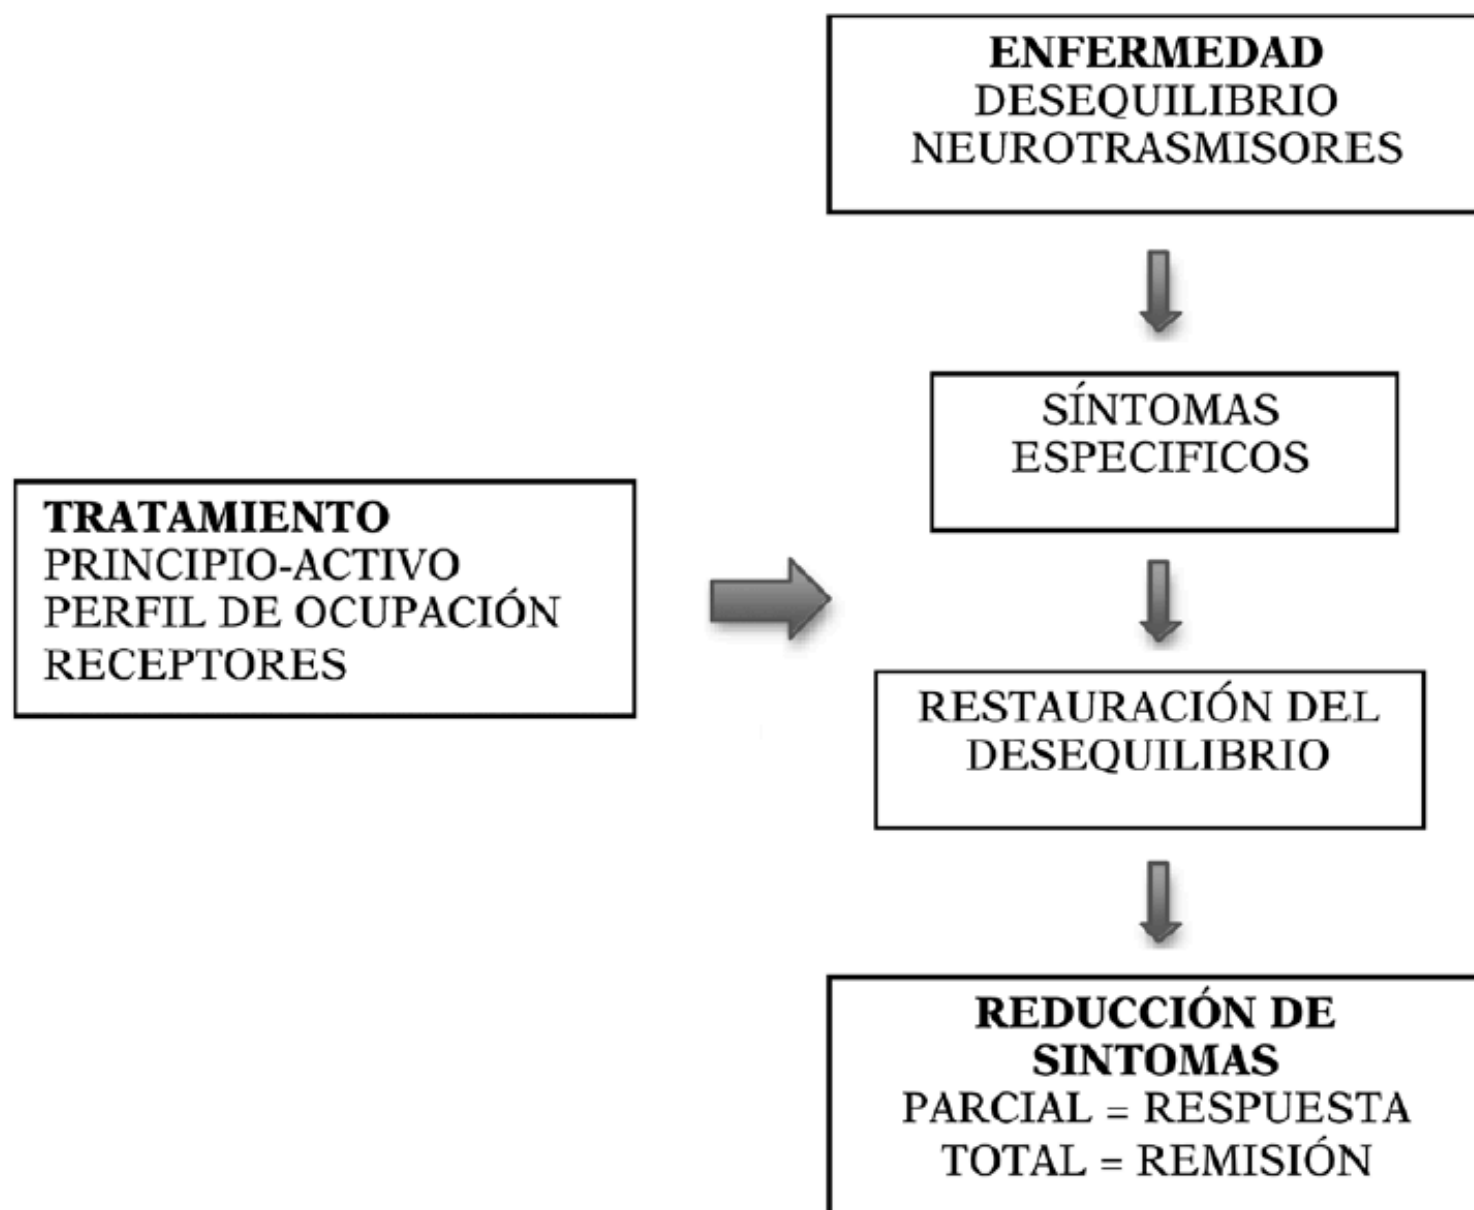 ENFERMEDAD
DESEQUILIBRIO
NEUROTRASMISORES
SÍNTOMAS
ESPECIFICOS
TRATAMIENTO
PRINCIPIO-ACTIVO
PERFIL DE OCUPACIÓN
RECEPTORES
RESTAURACIÓN DEL
DESEQUILIBRIO
REDUCCIÓN DE
SINTOMAS
PARCIAL = RESPUESTA
TOTAL = REMISIÓN